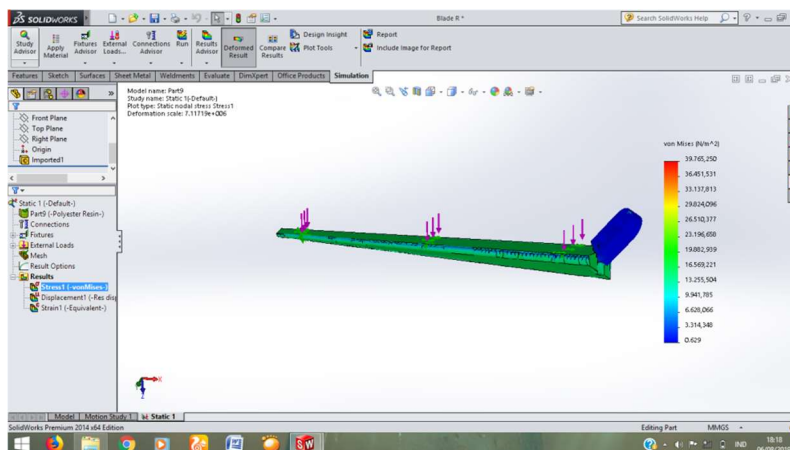 SOLIDWORKS
Blade R *
Search SolidWorks Help
Study Advisor
Apply Material
Fixtures Advisor
External Loads...
Connections Advisor
Run
Results Advisor
Deformed Result
Compare Results
Design Insight
Plot Tools
Report
Include Image for Report
Features Sketch Surfaces Sheet Metal Weldments Evaluate DimXpert Office Products Simulation
Model name: Part9
Study name: Static 1(-Default-)
Plot type: Static nodal stress Stress1
Deformation scale: 7.11719e+006
Front Plane
Top Plane
Right Plane
Origin
Imported1
Static 1 (-Default-)
Part9 (-Polyester Resin-)
Connections
Fixtures
External Loads
Mesh
Result Options
Results
Stress1 (-vonMises-)
Displacement1 (-Res disp
Strain1 (-Equivalent-)
von Mises (N/m^2)
39.765,250
36.451,531
33.137,813
29.824,096
26.510,377
23.196,658
19.882,939
16.569,221
13.255,504
9.941,785
6.628,066
3.314,348
0.629
Model Motion Study 1 Static 1
SolidWorks Premium 2014 x64 Edition
Editing Part
MMGS
IND
18:18